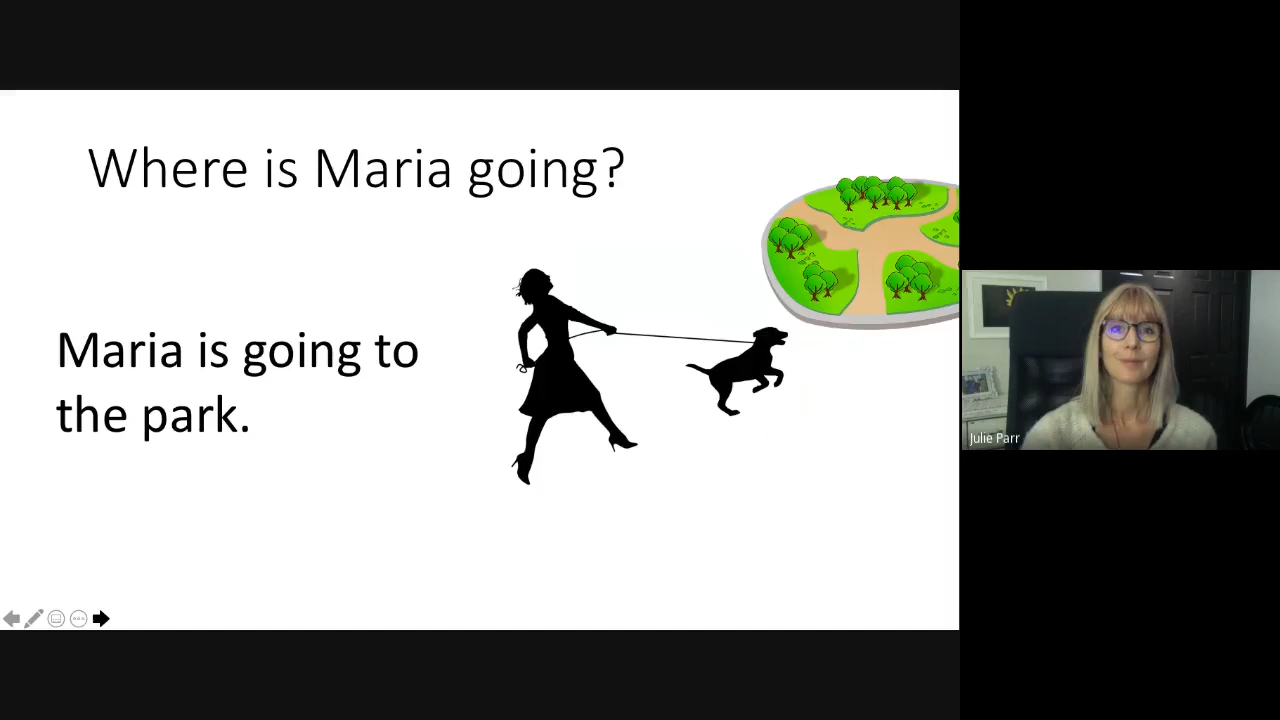 Where is Maria going?
Maria is going to
the park.
Julie Parr